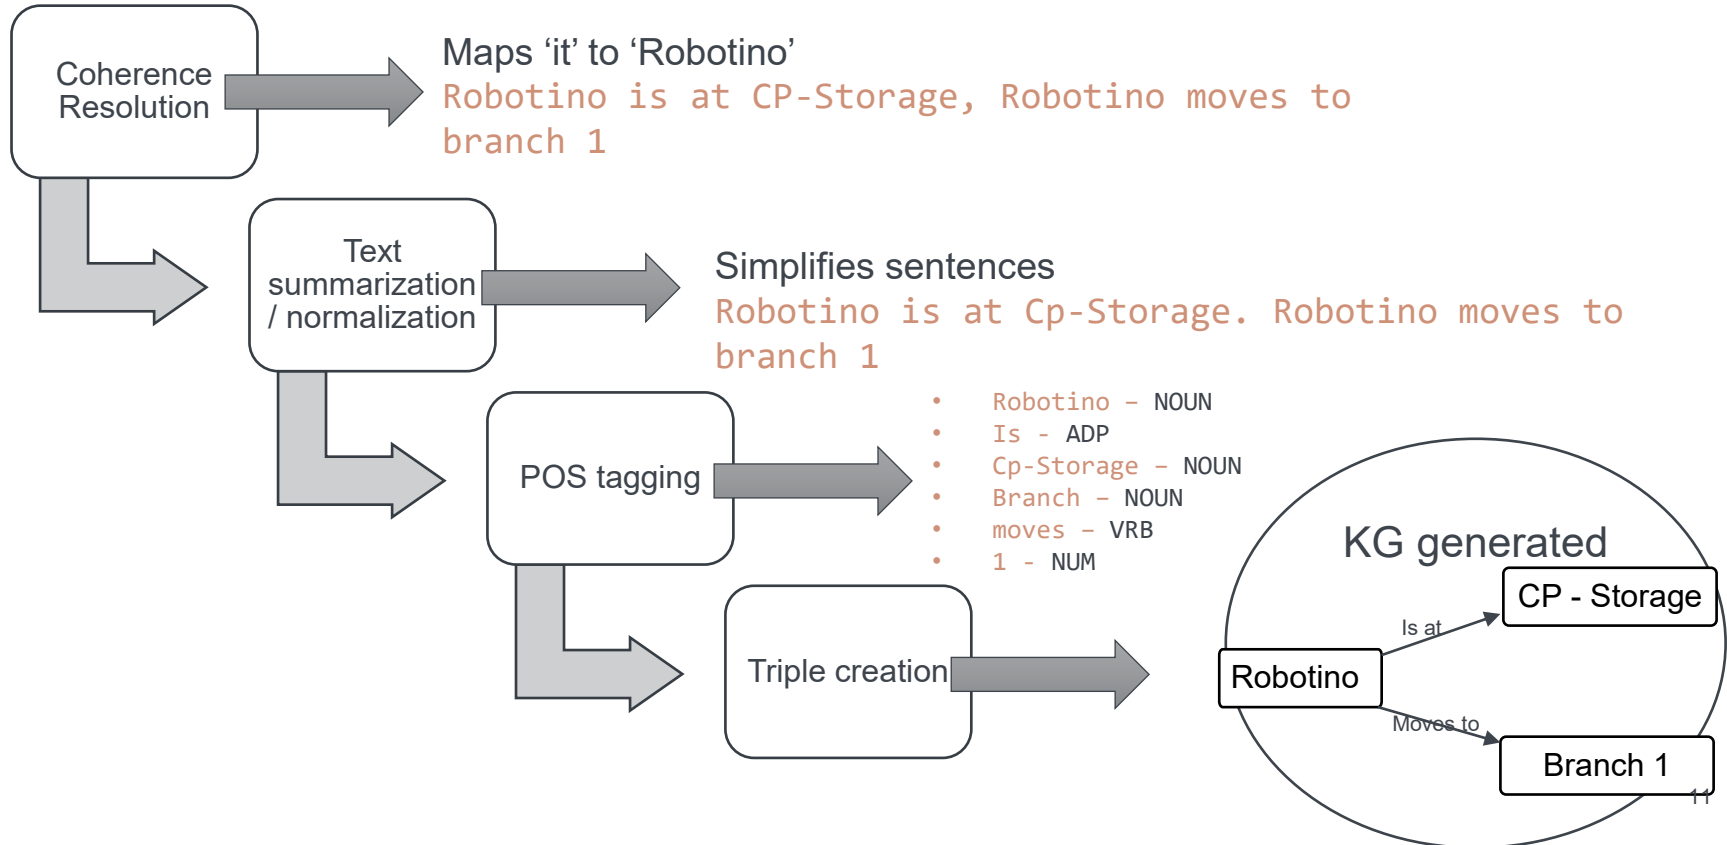 Coherence
Resolution
Maps ‘it’ to ‘Robotino’
Robotino is at CP-Storage, Robotino moves to
branch 1
Text
summarization
/ normalization
Simplifies sentences
Robotino is at Cp-Storage. Robotino moves to
branch 1
POS tagging
• Robotino – NOUN
• Is - ADP
• Cp-Storage – NOUN
• Branch – NOUN
• moves – VRB
• 1 - NUM
Triple creation
KG generated
CP - Storage
Is at
Robotino
Moves to
Branch 1
11